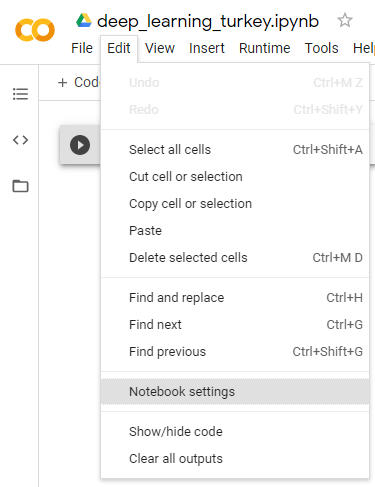 deep_learning_turkey.ipynb
File Edit View Insert Runtime Tools Help
+ Code
Undo Ctrl+M Z
Redo Ctrl+Shift+Y
Select all cells Ctrl+Shift+A
Cut cell or selection
Copy cell or selection
Paste
Delete selected cells Ctrl+M D
Find and replace Ctrl+H
Find next Ctrl+G
Find previous Ctrl+Shift+G
Notebook settings
Show/hide code
Clear all outputs